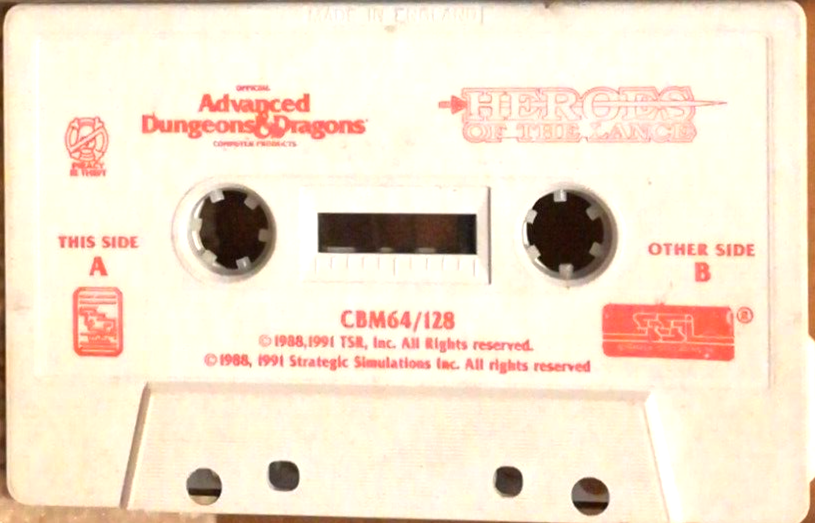 MADE IN ENGLAND
OFFICIAL
Advanced
Dungeons & Dragons®
COMPUTER PRODUCTS
HEROES
OF THE LANCE
PIRACY
IS THEFT
THIS SIDE
A
OTHER SIDE
B
CBM64/128
©1988,1991 TSR, Inc. All Rights reserved.
©1988, 1991 Strategic Simulations Inc. All rights reserved
SSI ®